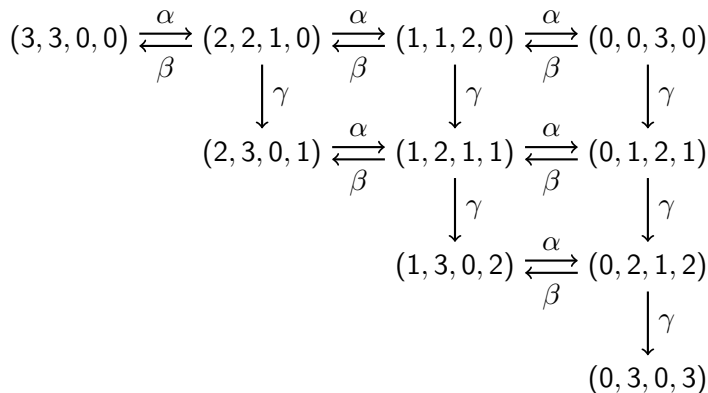 α α α
(3, 3, 0, 0) (2, 2, 1, 0) (1, 1, 2, 0) (0, 0, 3, 0)
β β β
γ γ γ
α α
(2, 3, 0, 1) (1, 2, 1, 1) (0, 1, 2, 1)
β β
γ γ
α
(1, 3, 0, 2) (0, 2, 1, 2)
β
γ
(0, 3, 0, 3)